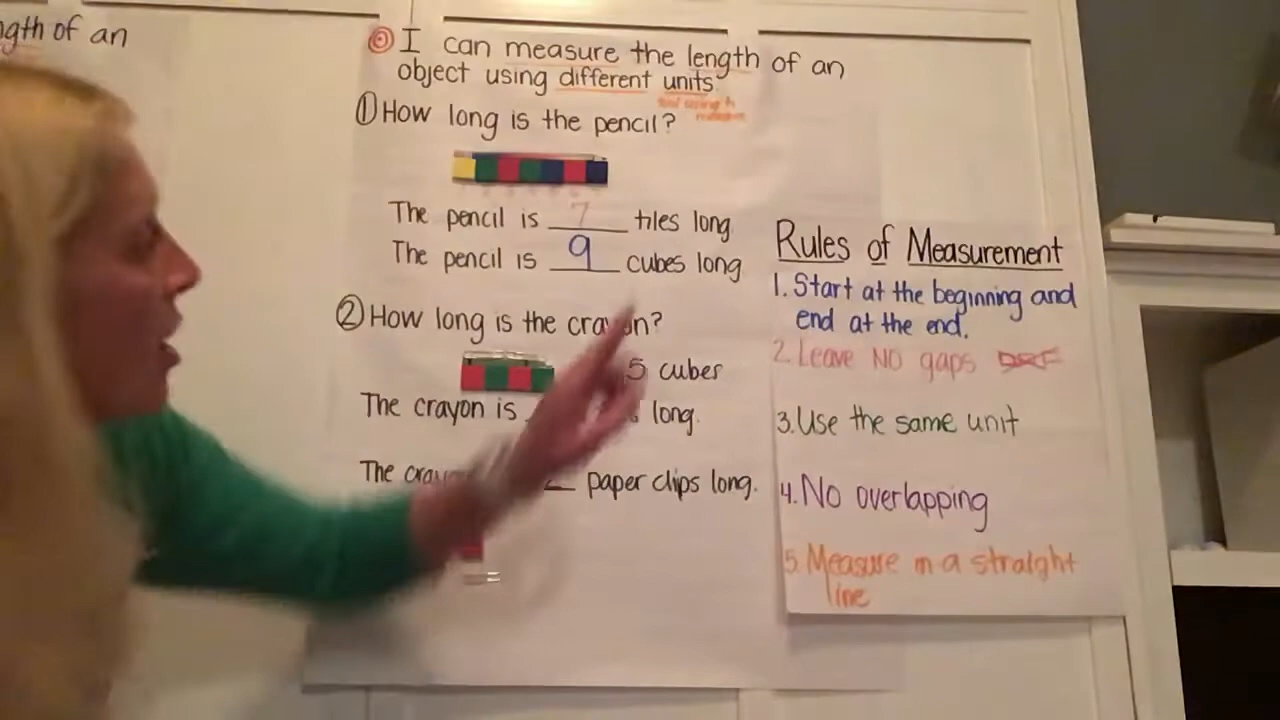 ngth of an
I can measure the length of an
object using different units
① How long is the pencil?
The pencil is 7 tiles long
The pencil is 9 cubes long
② How long is the crayon?
5 cubes
The crayon is long.
The paper clips long.
Rules of Measurement
1. Start at the beginning and
end at the end.
2. Leave NO gaps
3. Use the same unit
4. No overlapping
5. Measure in a straight
line